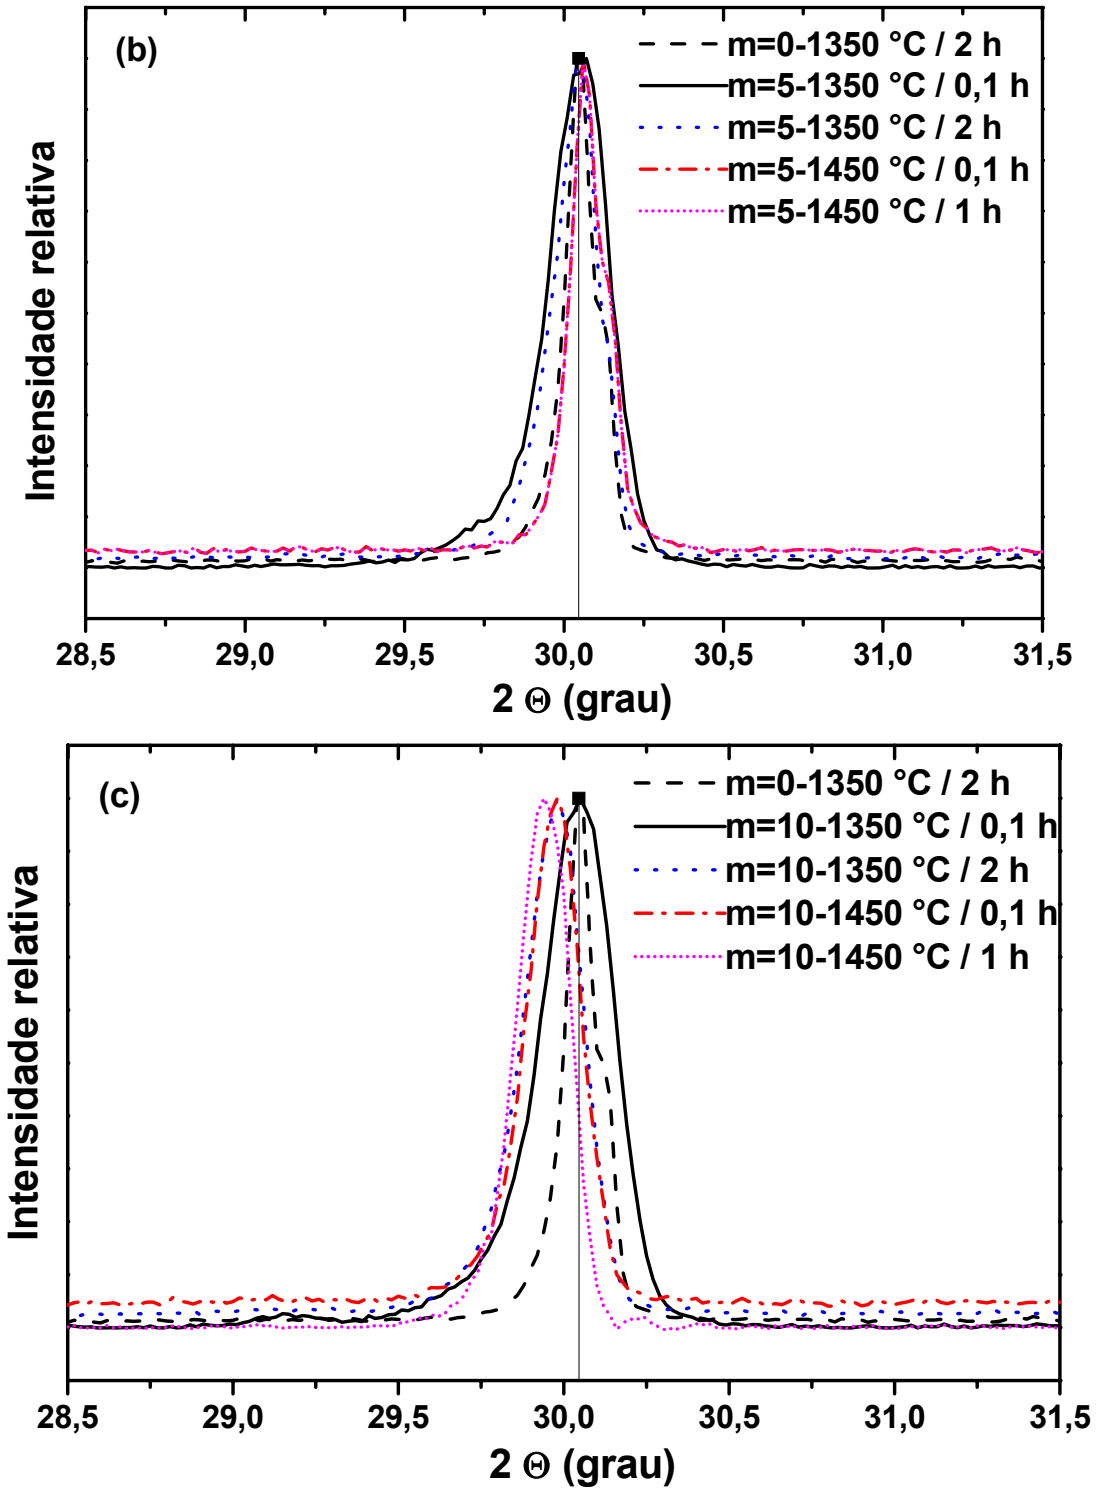 (b)
m=0-1350 °C / 2 h
m=5-1350 °C / 0,1 h
m=5-1350 °C / 2 h
m=5-1450 °C / 0,1 h
m=5-1450 °C / 1 h
Intensidade relativa
28,5 29,0 29,5 30,0 30,5 31,0 31,5
2 Θ (grau)
(c)
m=0-1350 °C / 2 h
m=10-1350 °C / 0,1 h
m=10-1350 °C / 2 h
m=10-1450 °C / 0,1 h
m=10-1450 °C / 1 h
Intensidade relativa
28,5 29,0 29,5 30,0 30,5 31,0 31,5
2 Θ (grau)